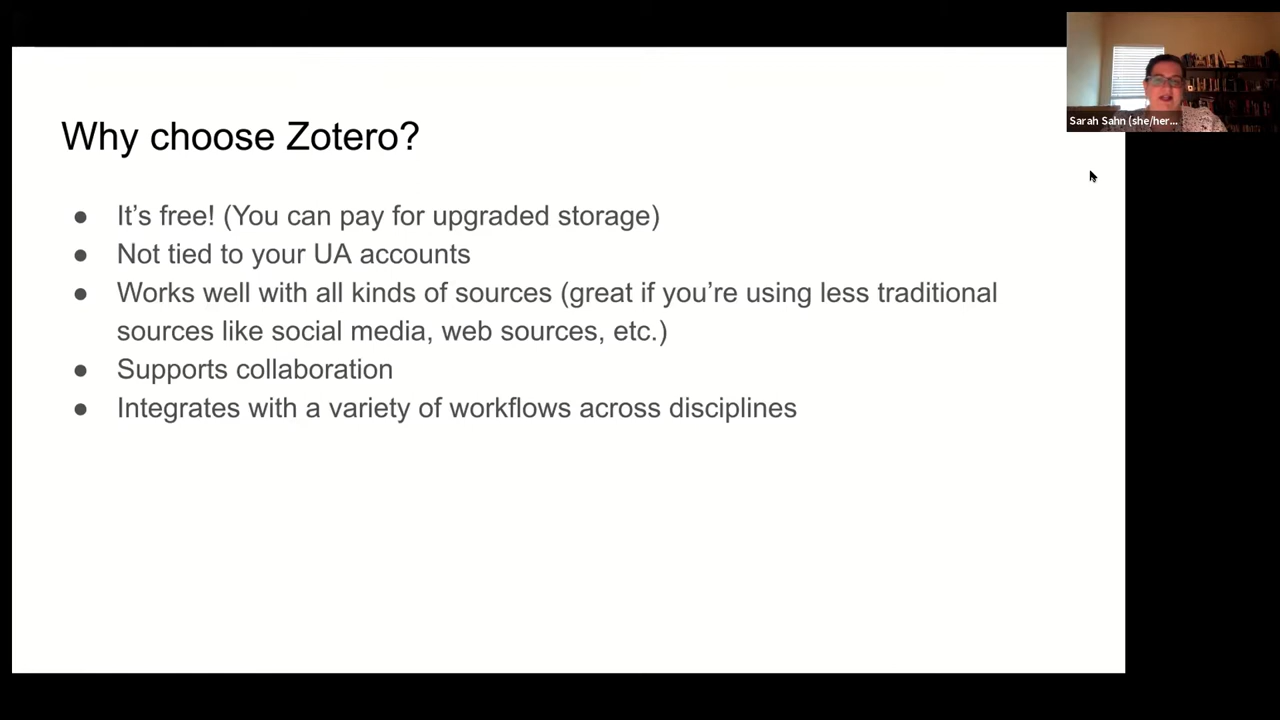 Why choose Zotero?
● It’s free! (You can pay for upgraded storage)
● Not tied to your UA accounts
● Works well with all kinds of sources (great if you’re using less traditional
sources like social media, web sources, etc.)
● Supports collaboration
● Integrates with a variety of workflows across disciplines
Sarah Sahn (she/her...